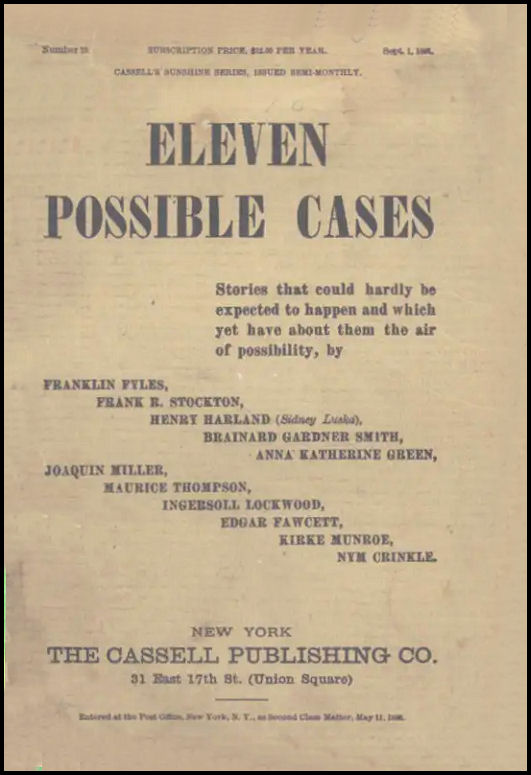 SUBSCRIPTION PRICE, $12.00 PER YEAR.
Sept. 1,
CASSELL'S SUNSHINE SERIES, ISSUED SEMI-MONTHLY.
ELEVEN
POSSIBLE CASES
Stories that could hardly be
expected to happen and which
yet have about them the air
of possibility, by
FRANKLIN FYLES,
FRANK R. STOCKTON,
HENRY HARLAND (Sidney Luska),
BRAINARD GARDNER SMITH,
ANNA KATHERINE GREEN,
JOAQUIN MILLER,
MAURICE THOMPSON,
INGERSOLL LOCKWOOD,
EDGAR FAWCETT,
KIRKE MUNROE,
NYM CRINKLE.
NEW YORK
THE CASSELL PUBLISHING CO.
31 East 17th St. (Union Square)
Entered at the Post Office, New York, N. Y., as Second Class Matter, May 11,